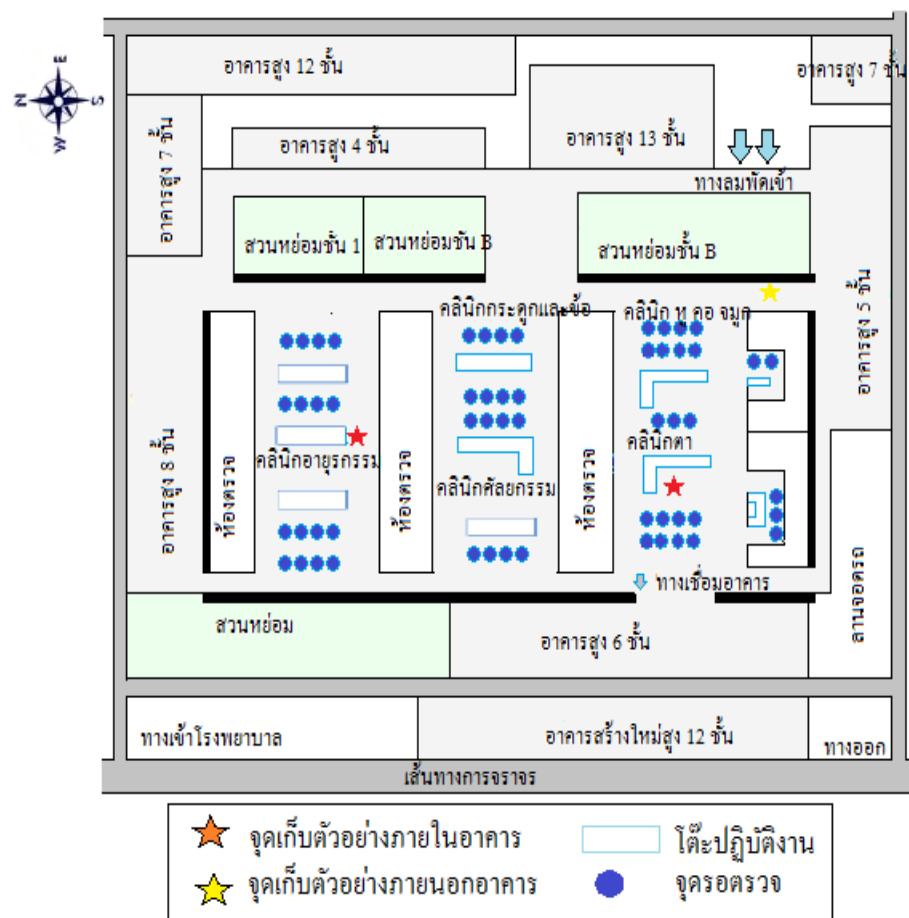 E
N
S
W
อาคารสูง 12 ชั้น
อาคารสูง 7 ชั้น
อาคารสูง 7 ชั้น
อาคารสูง 4 ชั้น
อาคารสูง 13 ชั้น
ทางลมพัดเข้า
สวนหย่อมชั้น 1
สวนหย่อมชั้น B
สวนหย่อมชั้น B
อาคารสูง 5 ชั้น
คลินิกกระดูกและข้อ
คลินิก หู คอ จมูก
อาคารสูง 8 ชั้น
ห้องตรวจ
คลินิกอายุรกรรม
ห้องตรวจ
คลินิกศัลยกรรม
ห้องตรวจ
คลินิกตา
ทางเชื่อมอาคาร
ลานจอดรถ
สวนหย่อม
อาคารสูง 6 ชั้น
ทางเข้าโรงพยาบาล
อาคารสร้างใหม่สูง 12 ชั้น
ทางออก
เส้นทางการจราจร
จุดเก็บตัวอย่างภายในอาคาร
โต๊ะปฏิบัติงาน
จุดเก็บตัวอย่างภายนอกอาคาร
จุดรอตรวจ